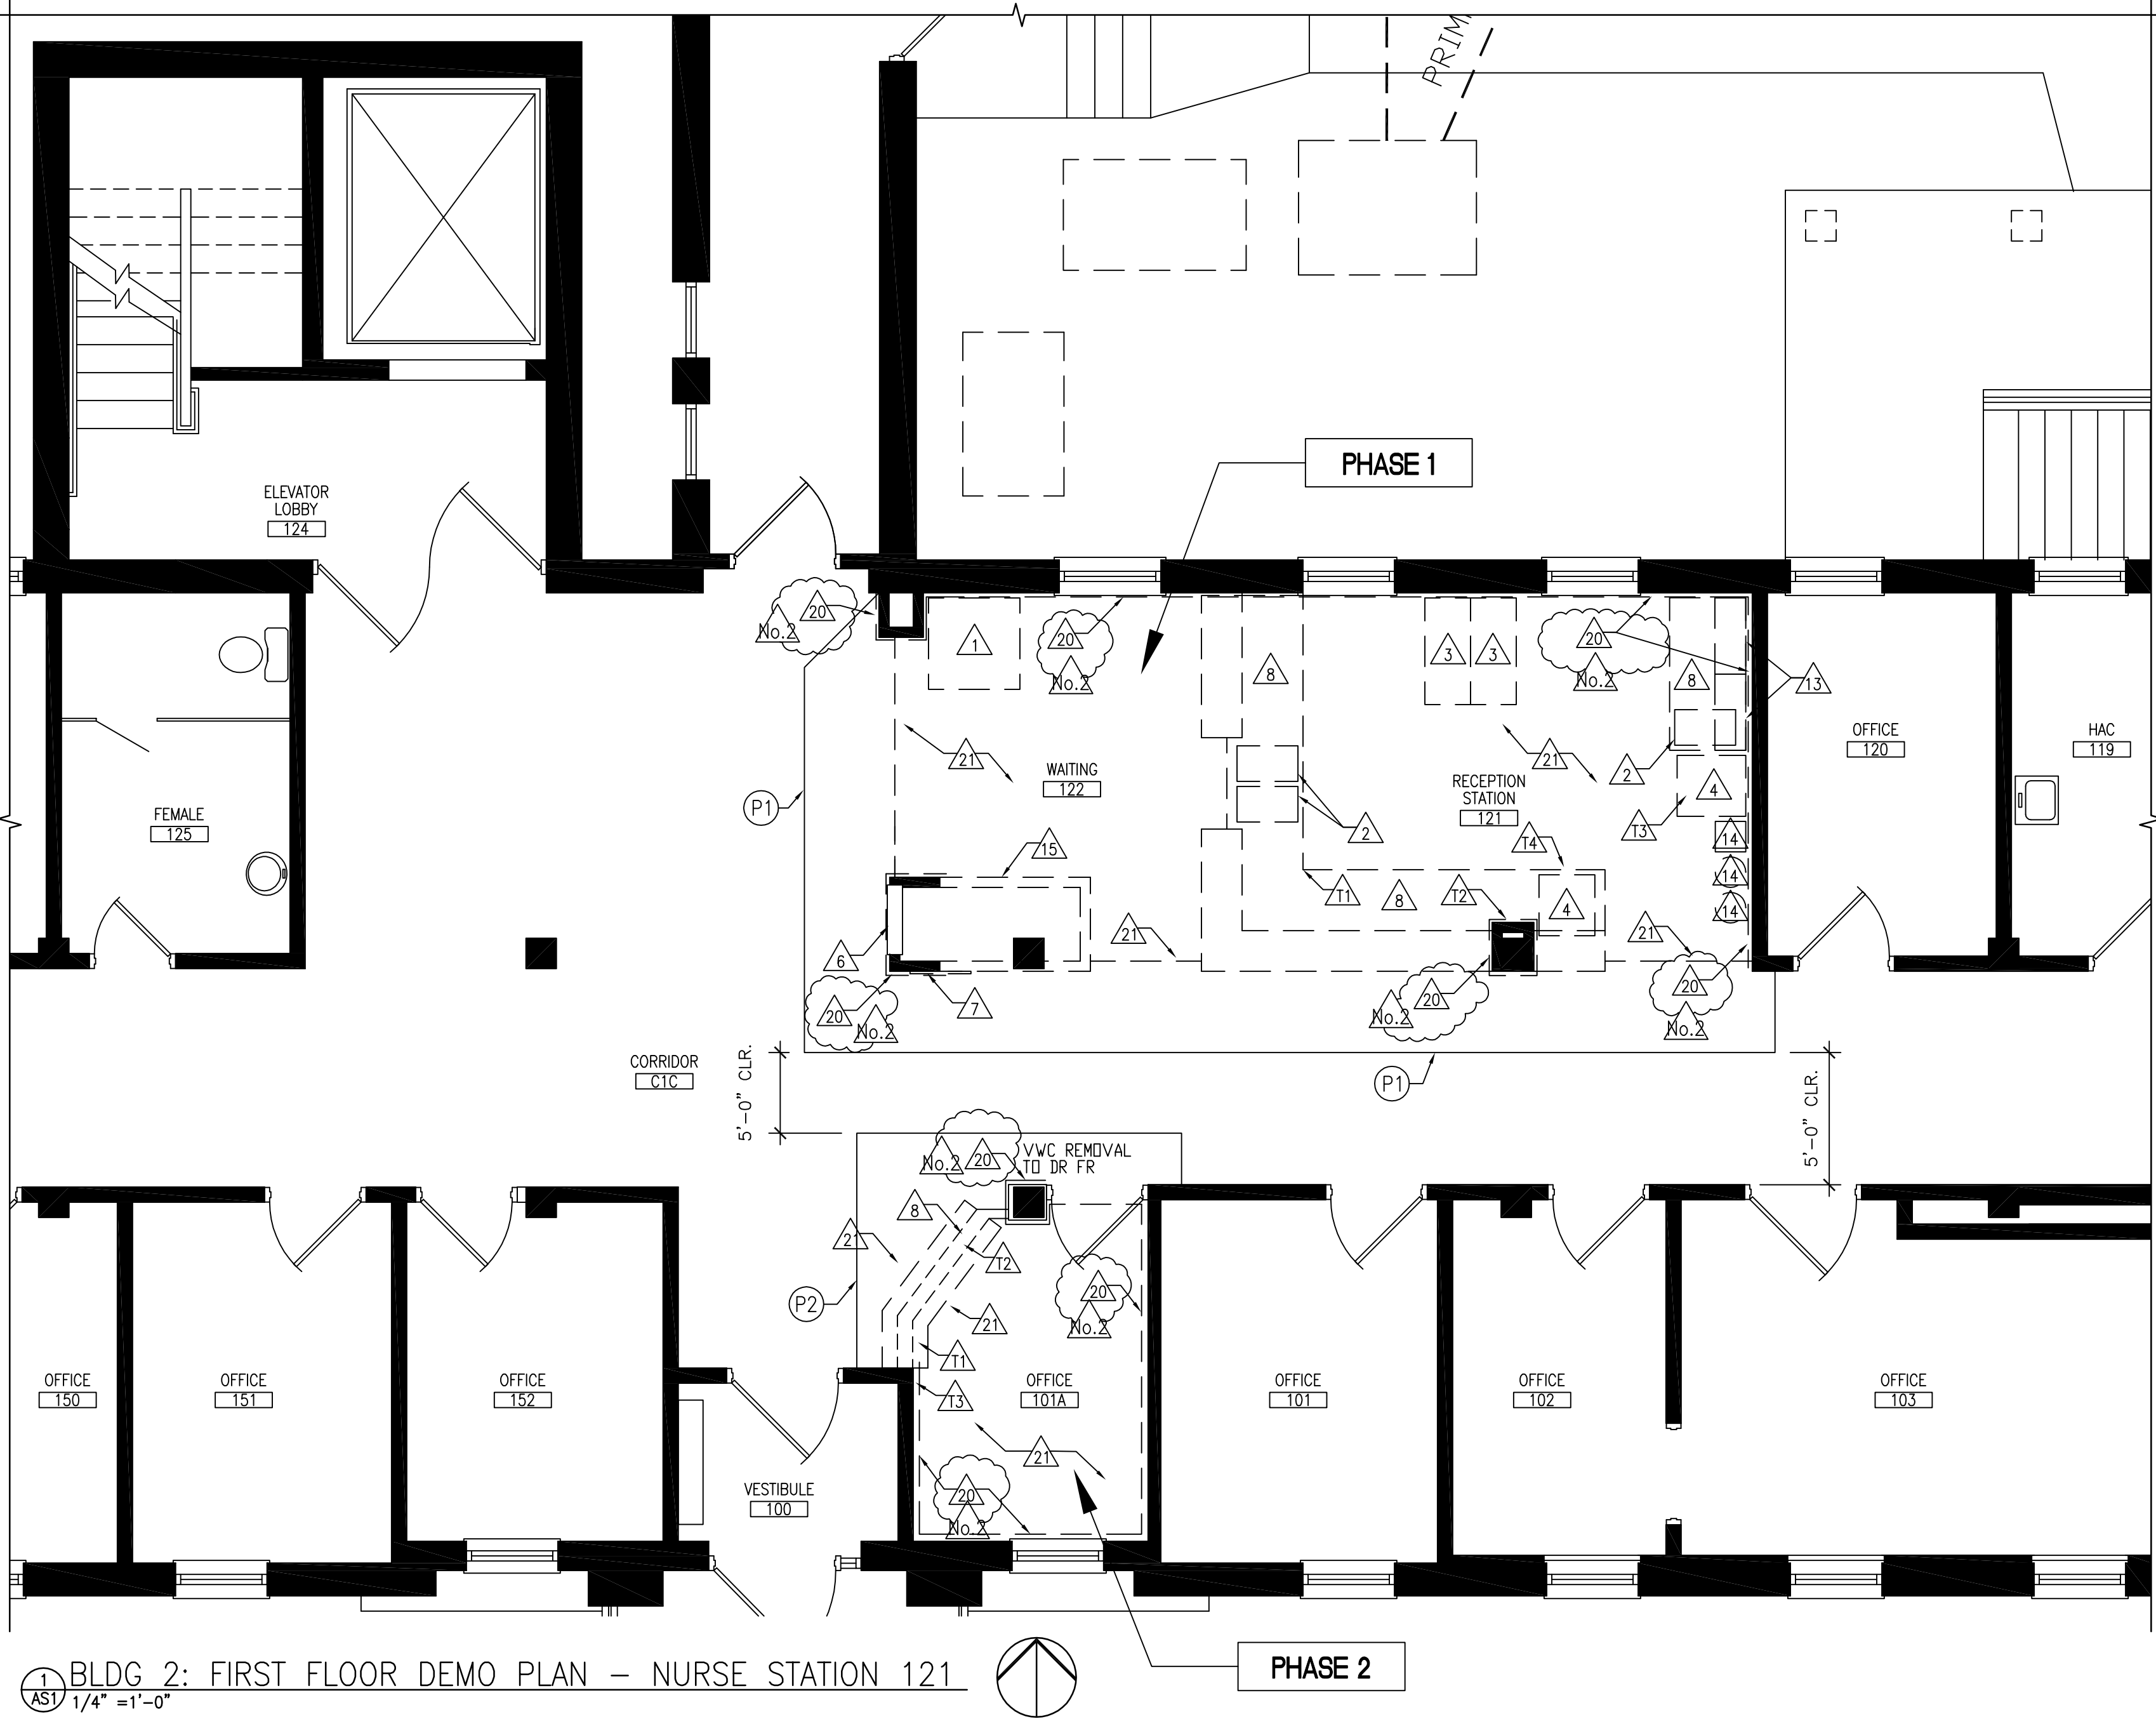 PRIM
PHASE 1
ELEVATOR
LOBBY
124
20
No.2
1
20
No.2
8
3
3
20
No.2
8
13
21
WAITING
122
2
RECEPTION
STATION
121
21
2
4
T3
T4
14
14
14
OFFICE
120
HAC
119
FEMALE
125
P1
15
T1
8
T2
4
6
7
21
21
20
No.2
20
No.2
20
No.2
CORRIDOR
C1C
5'-0" CLR.
P1
5'-0" CLR.
20
No.2
VWC REMOVAL
TO DR FR
8
21
T2
P2
21
20
No.2
T1
T3
OFFICE
150
OFFICE
151
OFFICE
152
OFFICE
101A
OFFICE
101
OFFICE
102
OFFICE
103
21
VESTIBULE
100
20
No.2
PHASE 2
1
AS1
BLDG 2: FIRST FLOOR DEMO PLAN - NURSE STATION 121
1/4" =1'-0"